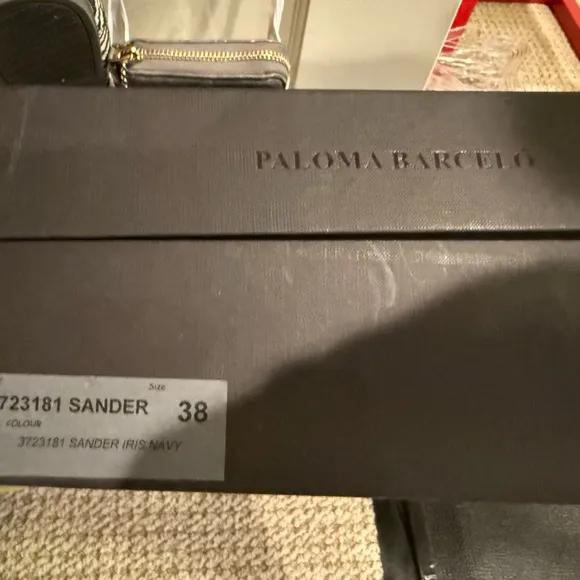 PALOMA BARCELÓ
Size
723181 SANDER 38
COLOUR
3723181 SANDER IRIS NAVY